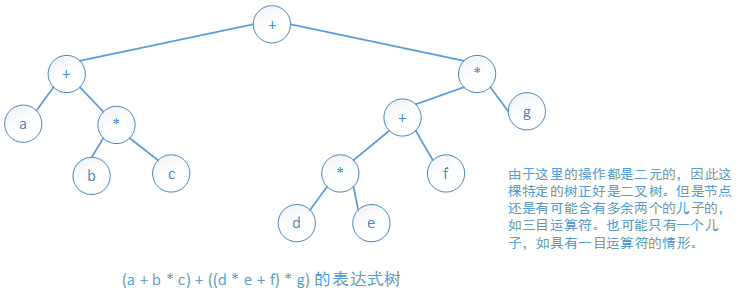 +
+
*
a
*
+
g
b
c
*
f
d
e
由于这里的操作都是二元的，因此这
棵特定的树正好是二叉树。但是节点
还是有可能含有多余两个的儿子的，
如三目运算符。也可能只有一个儿
子，如具有一目运算符的情形。
(a + b * c) + ((d * e + f) * g) 的表达式树